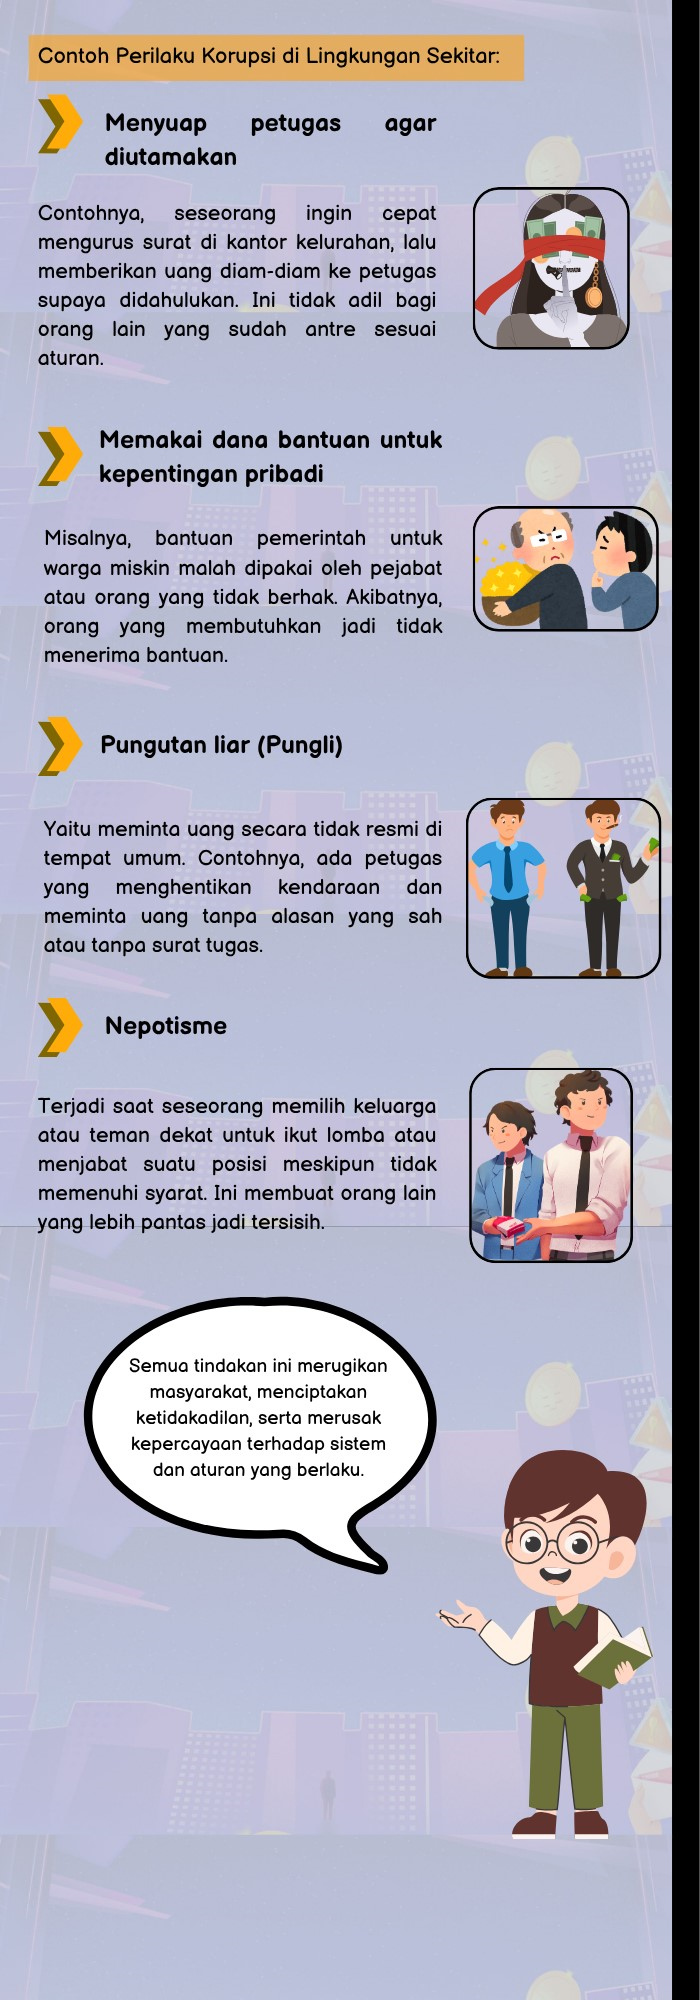 Contoh Perilaku Korupsi di Lingkungan Sekitar:
Menyuap petugas agar
diutamakan
Contohnya, seseorang ingin cepat
mengurus surat di kantor kelurahan, lalu
memberikan uang diam-diam ke petugas
supaya didahulukan. Ini tidak adil bagi
orang lain yang sudah antre sesuai
aturan.
Memakai dana bantuan untuk
kepentingan pribadi
Misalnya, bantuan pemerintah untuk
warga miskin malah dipakai oleh pejabat
atau orang yang tidak berhak. Akibatnya,
orang yang membutuhkan jadi tidak
menerima bantuan.
Pungutan liar (Pungli)
Yaitu meminta uang secara tidak resmi di
tempat umum. Contohnya, ada petugas
yang menghentikan kendaraan dan
meminta uang tanpa alasan yang sah
atau tanpa surat tugas.
Nepotisme
Terjadi saat seseorang memilih keluarga
atau teman dekat untuk ikut lomba atau
menjabat suatu posisi meskipun tidak
memenuhi syarat. Ini membuat orang lain
yang lebih pantas jadi tersisih.
Semua tindakan ini merugikan
masyarakat, menciptakan
ketidakadilan, serta merusak
kepercayaan terhadap sistem
dan aturan yang berlaku.